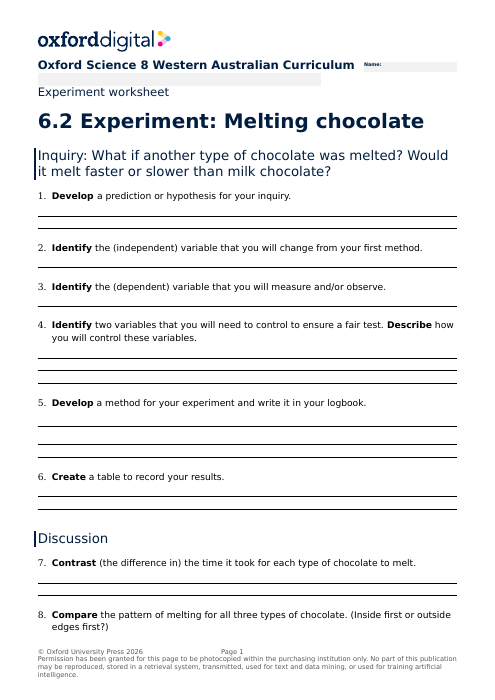 oxforddigital
Oxford Science 8 Western Australian Curriculum Name:
Experiment worksheet
6.2 Experiment: Melting chocolate
Inquiry: What if another type of chocolate was melted? Would
it melt faster or slower than milk chocolate?
1. Develop a prediction or hypothesis for your inquiry.
2. Identify the (independent) variable that you will change from your first method.
3. Identify the (dependent) variable that you will measure and/or observe.
4. Identify two variables that you will need to control to ensure a fair test. Describe how
you will control these variables.
5. Develop a method for your experiment and write it in your logbook.
6. Create a table to record your results.
Discussion
7. Contrast (the difference in) the time it took for each type of chocolate to melt.
8. Compare the pattern of melting for all three types of chocolate. (Inside first or outside
edges first?)
© Oxford University Press 2026 Page 1
Permission has been granted for this page to be photocopied within the purchasing institution only. No part of this publication
may be reproduced, stored in a retrieval system, transmitted, used for text or data mining, or used for training artificial
intelligence.